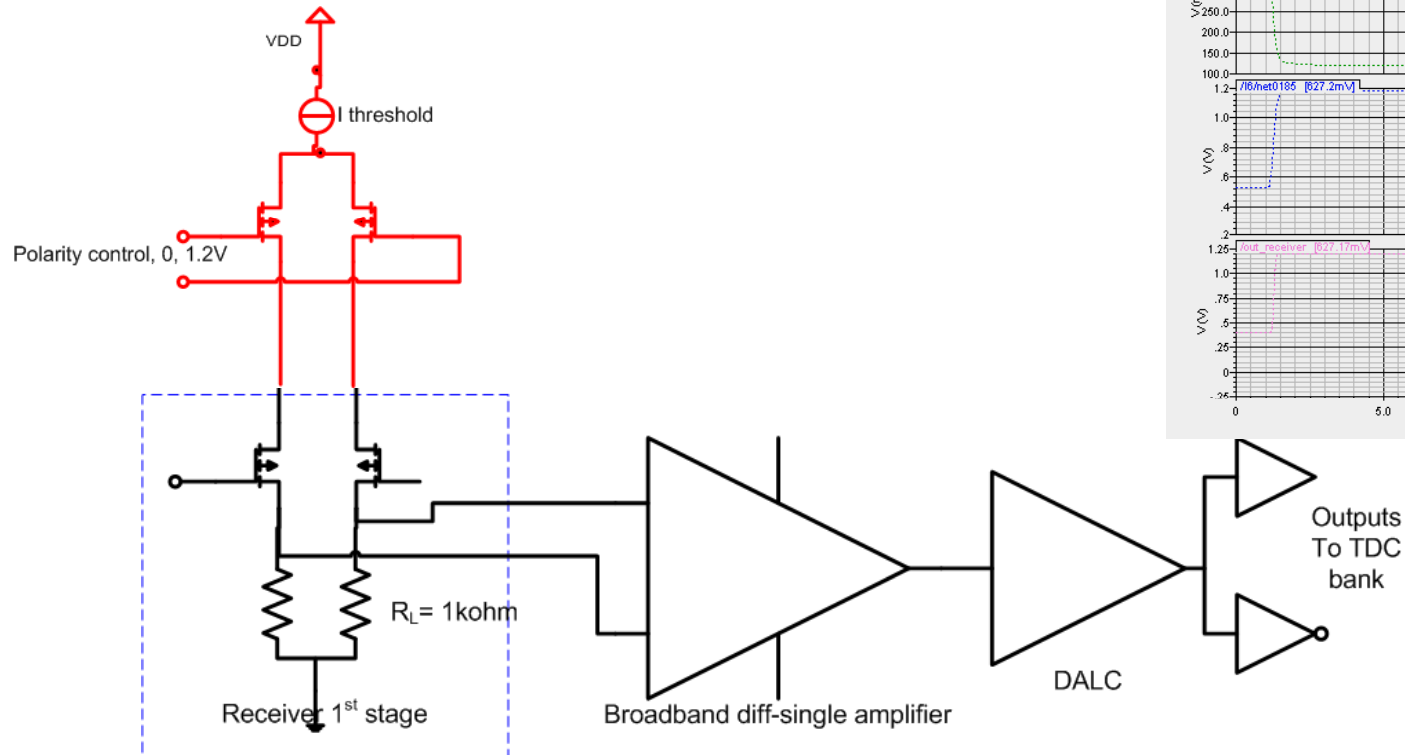 VDD
I threshold
Polarity control, 0, 1.2V
RL= 1kohm
Receiver 1st stage
Broadband diff-single amplifier
DALC
Outputs
To TDC
bank
250.0
200.0
150.0
100.0
/I6/net0185 [627.2mV]
1.2
1.0
.8
.6
.4
.2
V (V)
/out_receiver [627.17mV]
1.25
1.0
.75
.5
.25
0
-.25
V (V)
0
5.0